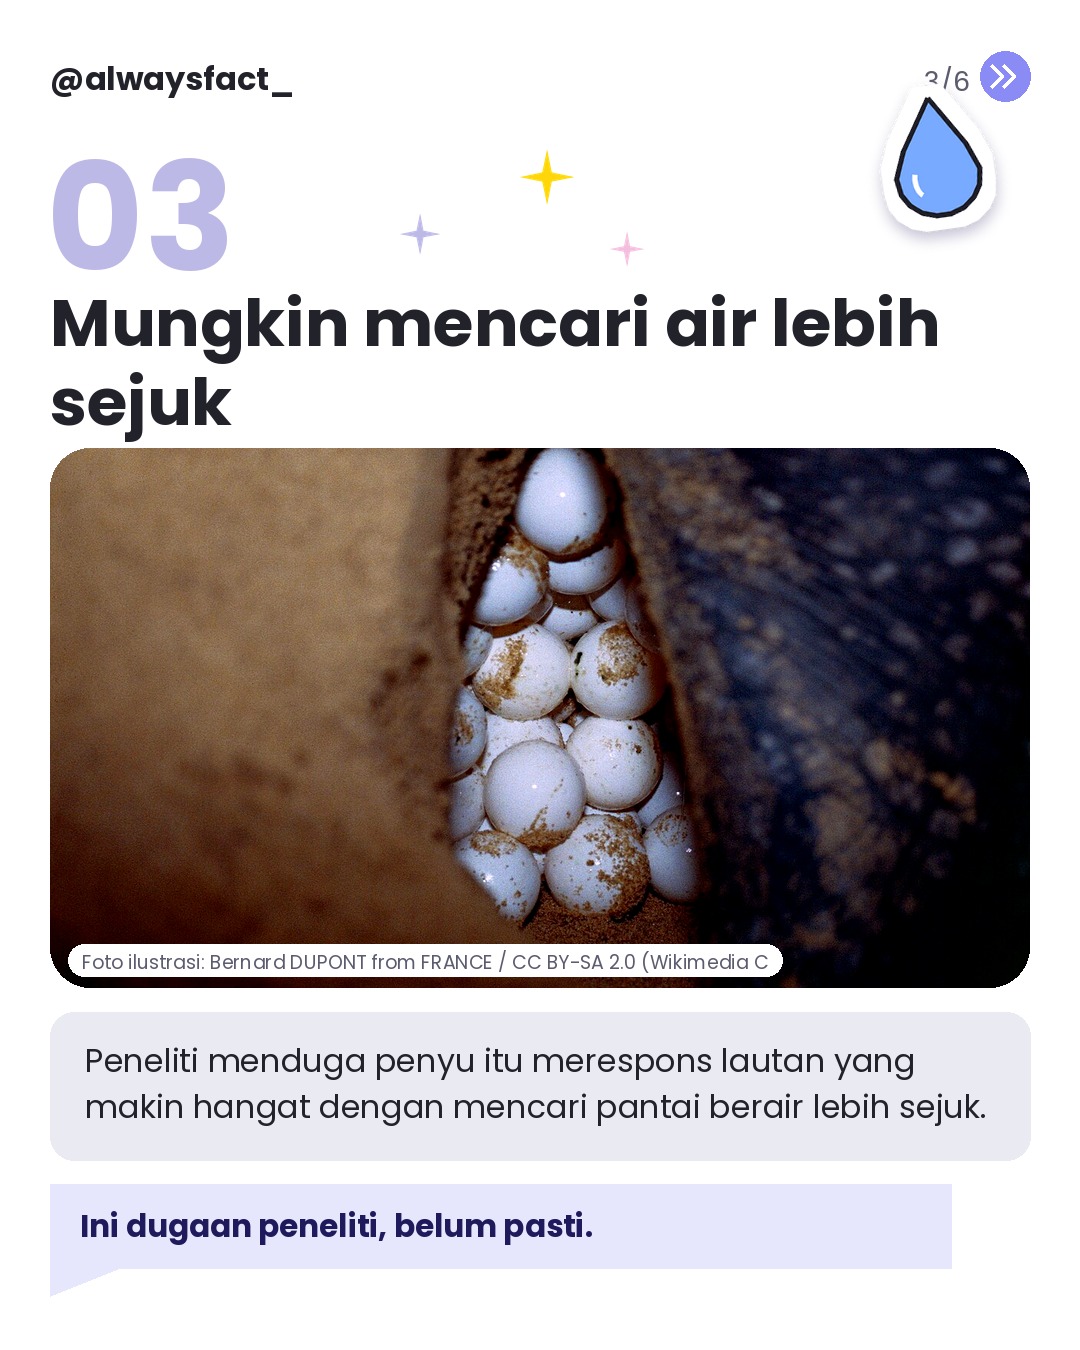 @alwaysfact_
3/6
03
Mungkin mencari air lebih
sejuk
Foto ilustrasi: Bernard DUPONT from FRANCE / CC BY-SA 2.0 (Wikimedia C
Peneliti menduga penyu itu merespons lautan yang
makin hangat dengan mencari pantai berair lebih sejuk.
Ini dugaan peneliti, belum pasti.